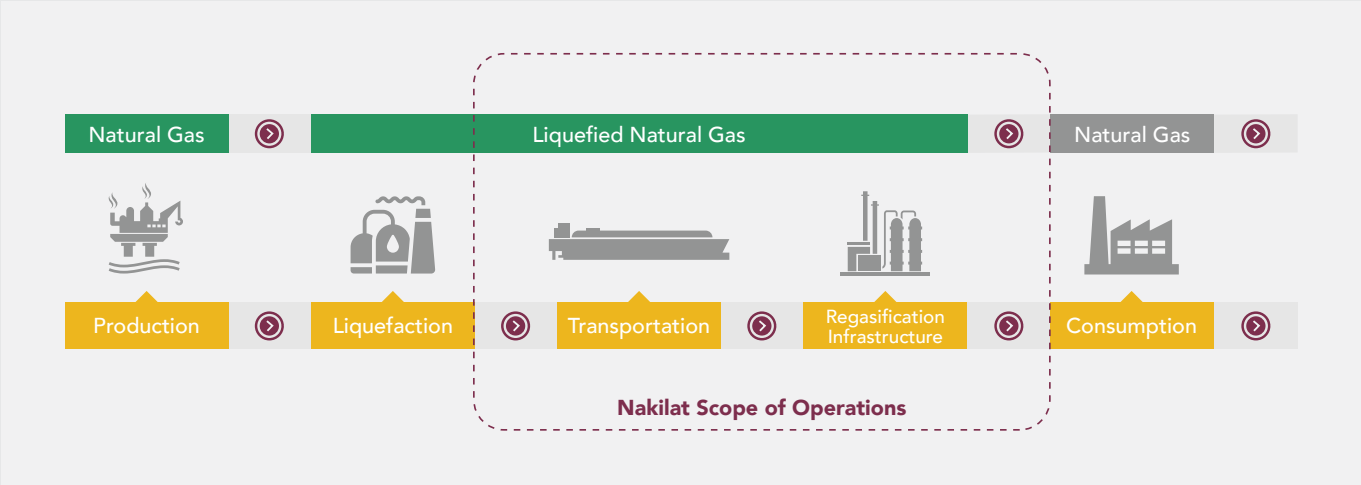 Natural Gas
Liquefied Natural Gas
Natural Gas
Production
Liquefaction
Transportation
Regasification
Infrastructure
Consumption
Nakilat Scope of Operations